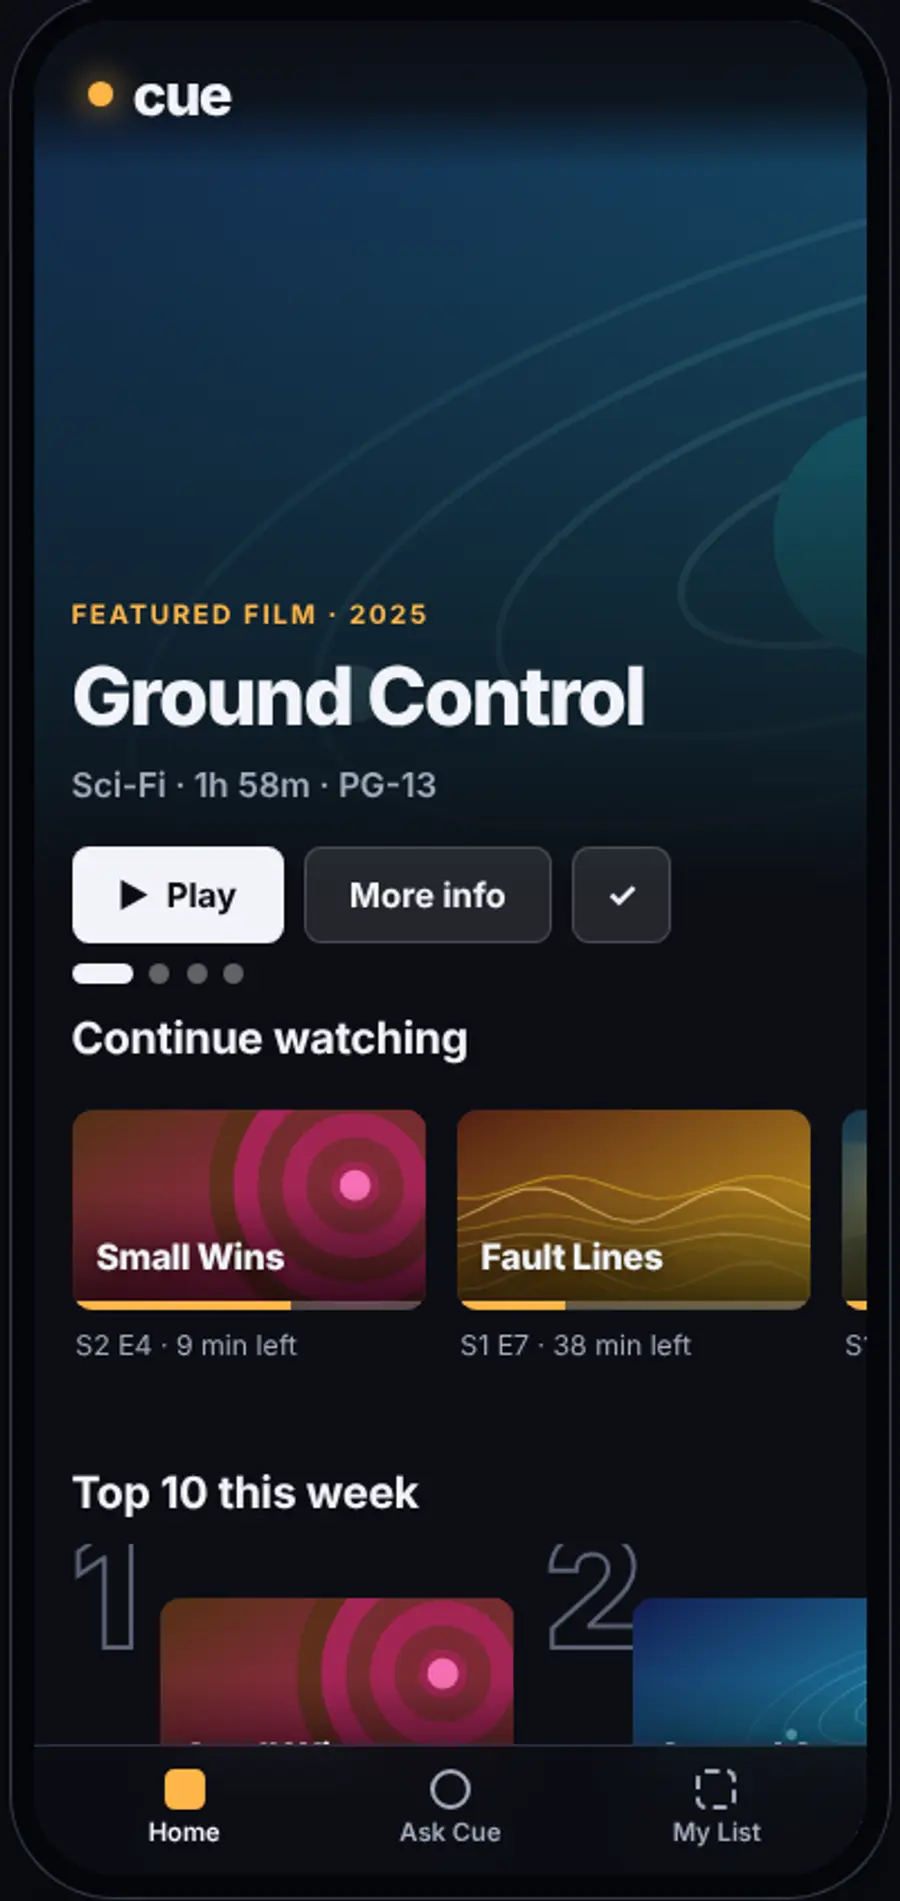 cue
FEATURED FILM · 2025
Ground Control
Sci-Fi · 1h 58m · PG-13
▶ Play
More info
✓
Continue watching
Small Wins
Fault Lines
S2 E4 · 9 min left
S1 E7 · 38 min left
Top 10 this week
1
2
Home
Ask Cue
My List